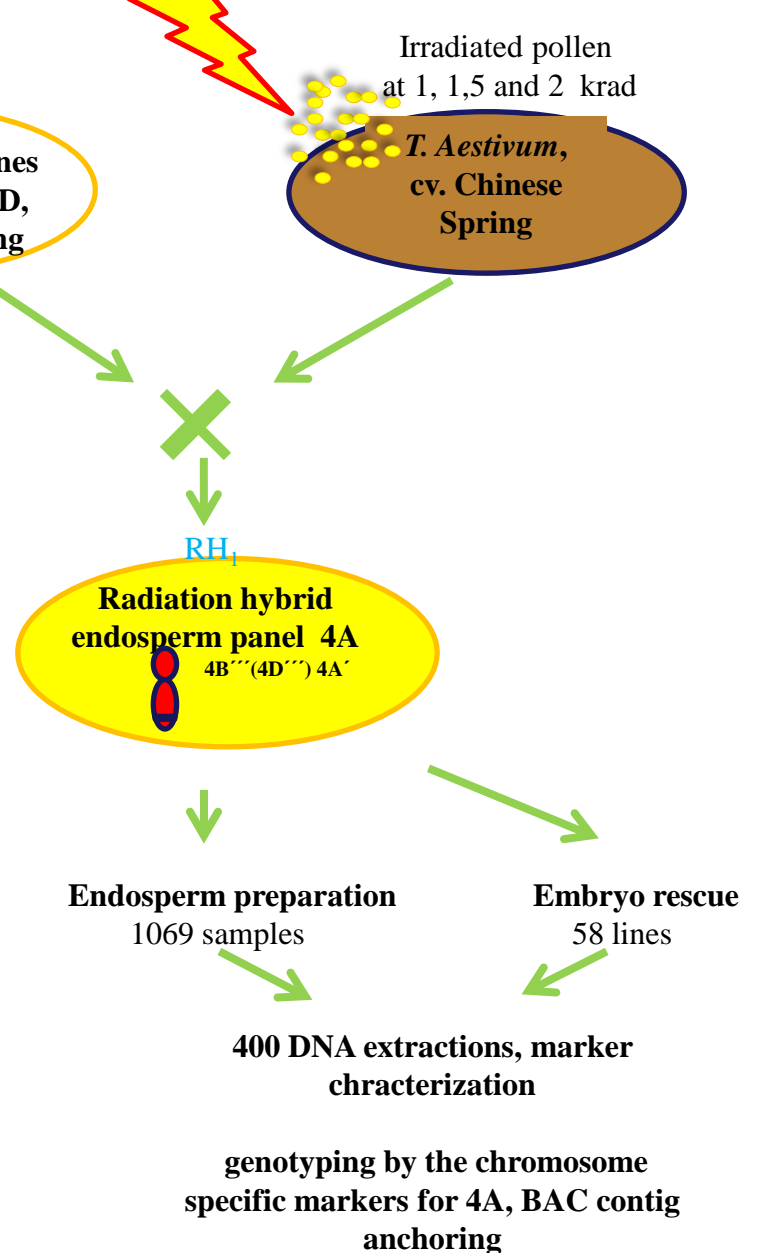 Irradiated pollen
at 1, 1,5 and 2 krad
nes
D,
ng
T. Aestivum,
cv. Chinese
Spring
RH₁
Radiation hybrid
endosperm panel 4A
4B´´´(4D´´´) 4A´
Endosperm preparation
1069 samples
Embryo rescue
58 lines
400 DNA extractions, marker
chracterization
genotyping by the chromosome
specific markers for 4A, BAC contig
anchoring